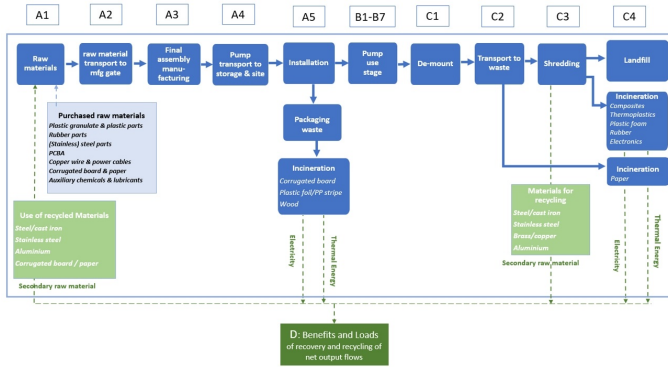 A1
A2
A3
A4
A5
B1-B7
C1
C2
C3
C4
Raw
materials
raw material
transport to
mfg gate
Final
assembly
manu-
facturing
Pump
transport to
storage & site
Installation
Pump
use
stage
De-mount
Transport to
waste
Shredding
Landfill
Purchased raw materials
Plastic granulate & plastic parts
Rubber parts
(Stainless) steel parts
PCBA
Copper wire & power cables
Corrugated board & paper
Auxiliary chemicals & lubricants
Packaging
waste
Incineration
Composites
Thermoplastics
Plastic foam
Rubber
Electronics
Incineration
Corrugated board
Plastic foil/PP stripe
Wood
Incineration
Paper
Use of recycled Materials
Steel/cast iron
Stainless steel
Aluminium
Corrugated board / paper
Secondary raw material
Materials for
recycling
Steel/cast iron
Stainless steel
Brass/copper
Aluminium
Secondary raw material
Electricity
Thermal Energy
Electricity
Thermal Energy
D: Benefits and Loads
of recovery and recycling of
net output flows